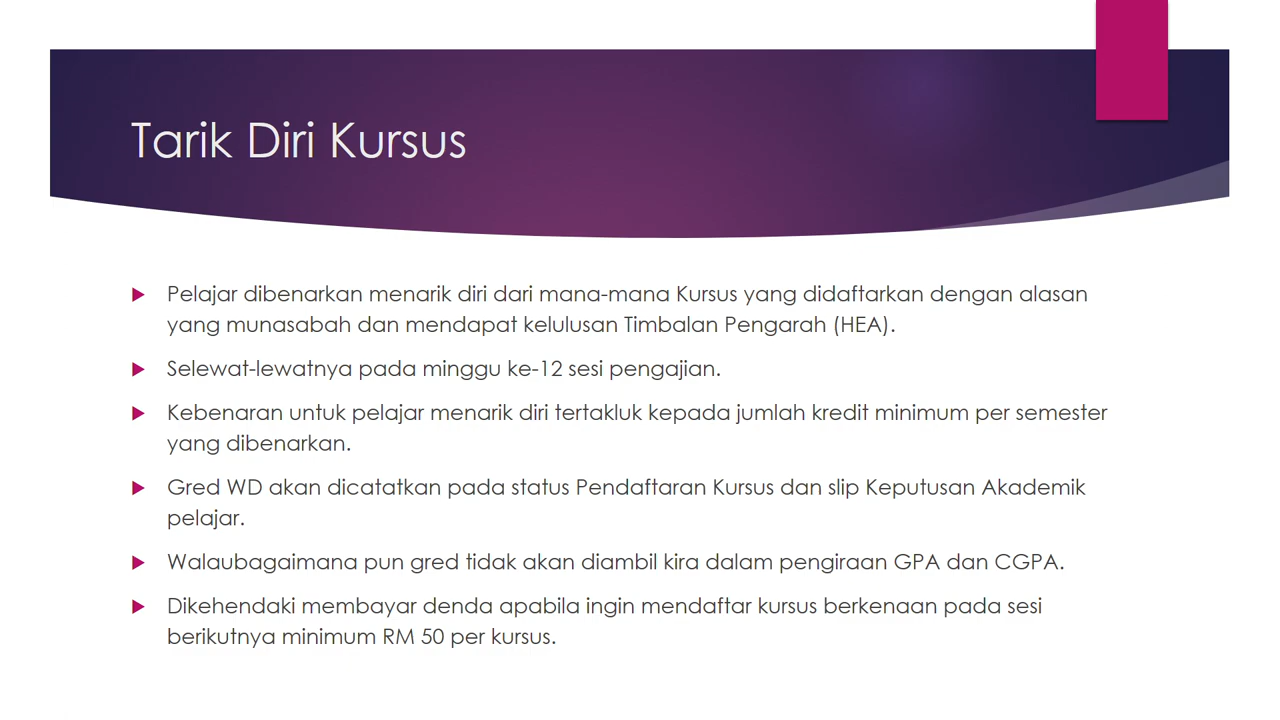 Tarik Diri Kursus
Pelajar dibenarkan menarik diri dari mana-mana Kursus yang didaftarkan dengan alasan
yang munasabah dan mendapat kelulusan Timbalan Pengarah (HEA).
Selewat-lewatnya pada minggu ke-12 sesi pengajian.
Kebenaran untuk pelajar menarik diri tertakluk kepada jumlah kredit minimum per semester
yang dibenarkan.
Gred WD akan dicatatkan pada status Pendaftaran Kursus dan slip Keputusan Akademik
pelajar.
Walaubagaimana pun gred tidak akan diambil kira dalam pengiraan GPA dan CGPA.
Dikehendaki membayar denda apabila ingin mendaftar kursus berkenaan pada sesi
berikutnya minimum RM 50 per kursus.